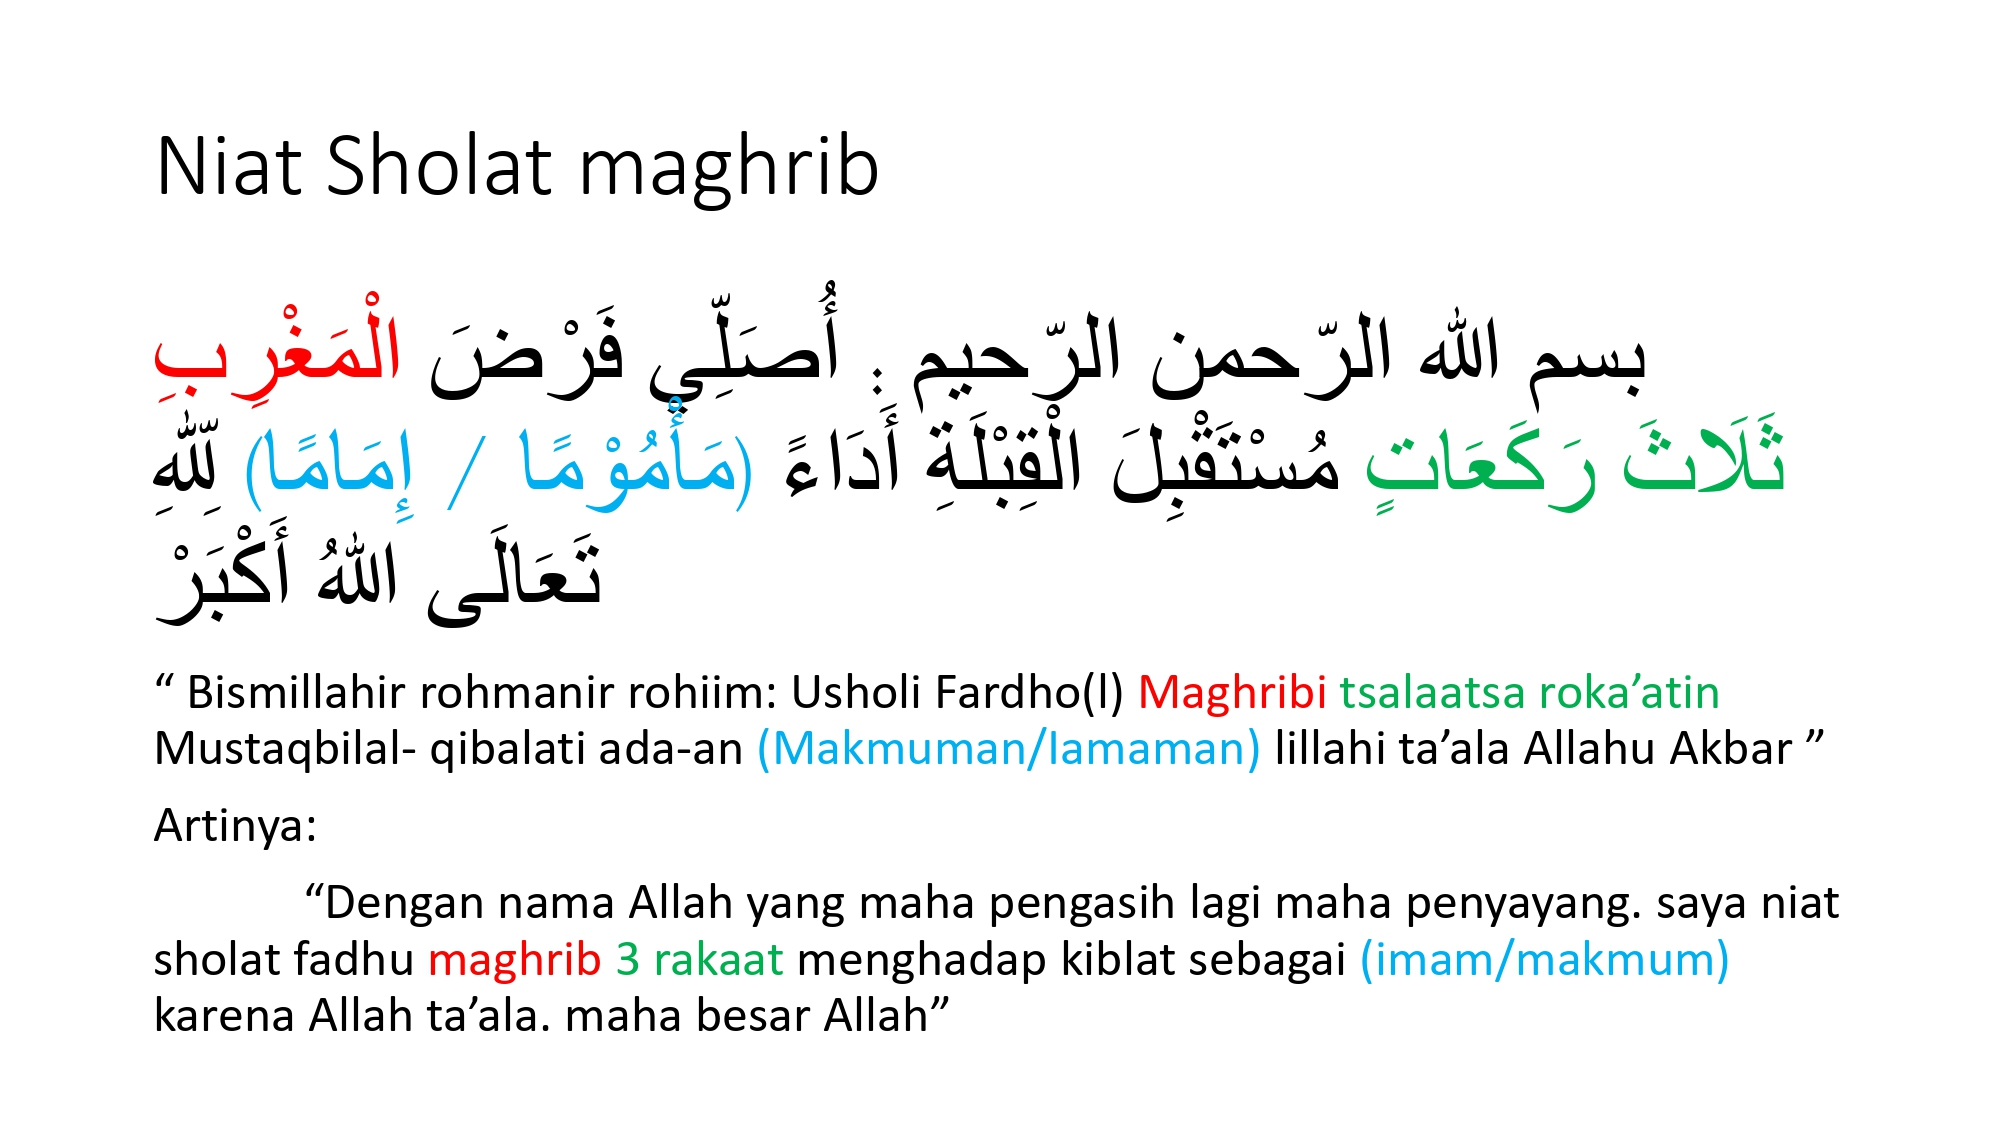 Niat Sholat maghrib
بسم الله الرّحمن الرّحيم : أُصَلِّي فَرْضَ الْمَغْرِبِ
ثَلَاثَ رَكَعَاتٍ مُسْتَقْبِلَ الْقِبْلَةِ أَدَاءً (مَأْمُوْمًا / إِمَامًا) لِلّٰهِ
تَعَالَى اللهُ أَكْبَرْ
“ Bismillahir rohmanir rohiim: Usholi Fardho(l) Maghribi tsalaatsa roka’atin
Mustaqbilal- qibalati ada-an (Makmuman/Iamaman) lillahi ta’ala Allahu Akbar ”
Artinya:
“Dengan nama Allah yang maha pengasih lagi maha penyayang. saya niat
sholat fadhu maghrib 3 rakaat menghadap kiblat sebagai (imam/makmum)
karena Allah ta’ala. maha besar Allah”